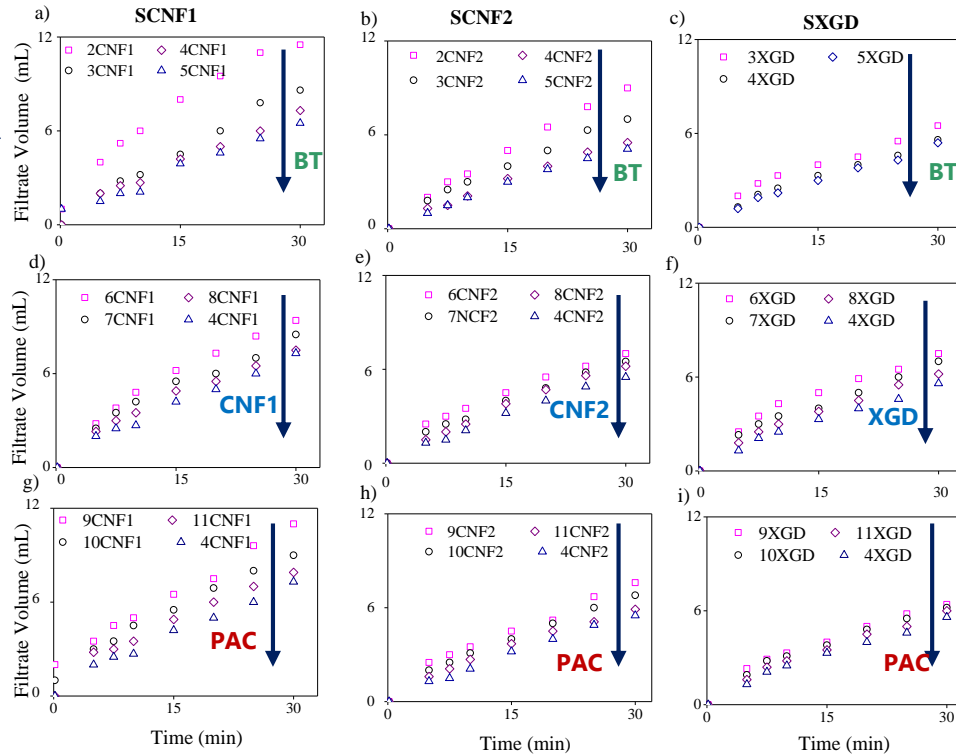 SCNF1
SCNF2
SXGD
a)
2CNF1 4CNF1
3CNF1 5CNF1
BT
12
6
0
0 15 30
Filtrate Volume (mL)
b)
2CNF2 4CNF2
3CNF2 5CNF2
BT
12
6
0
0 15 30
c)
3XGD 5XGD
4XGD
BT
12
6
0
0 15 30
d)
6CNF1 8CNF1
7CNF1 4CNF1
CNF1
12
6
0
0 15 30
Filtrate Volume (mL)
e)
6CNF2 8CNF2
7NCF2 4CNF2
CNF2
12
6
0
0 15 30
f)
6XGD 8XGD
7XGD 4XGD
XGD
12
6
0
0 15 30
g)
9CNF1 11CNF1
10CNF1 4CNF1
PAC
12
6
0
0 15 30
Filtrate Volume (mL)
Time (min)
h)
9CNF2 11CNF2
10CNF2 4CNF2
PAC
12
6
0
0 15 30
Time (min)
i)
9XGD 11XGD
10XGD 4XGD
PAC
12
6
0
0 15 30
Time (min)